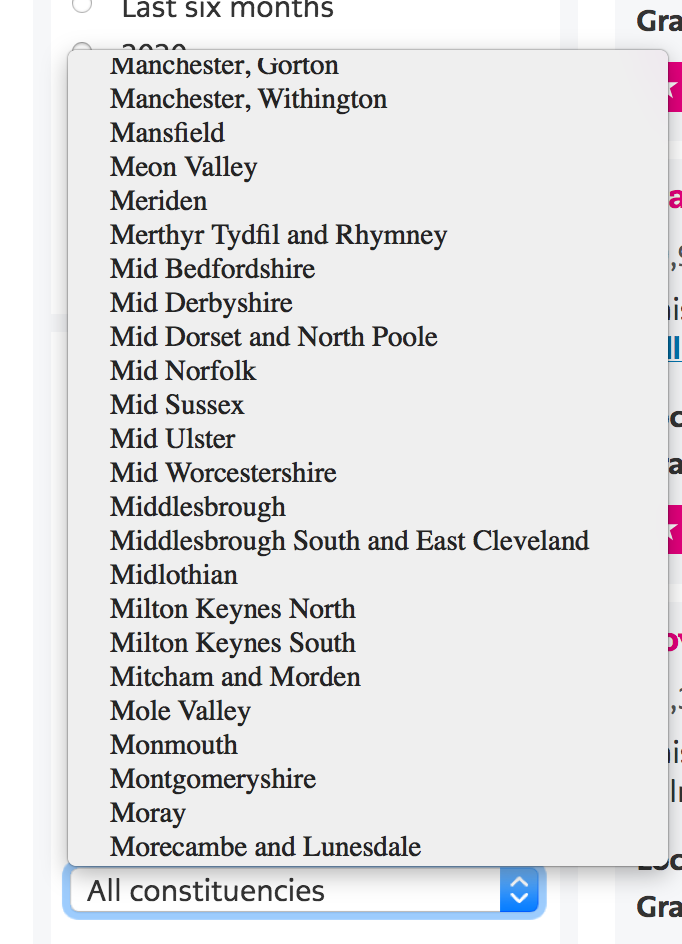 Last six months
2020
Gra
Manchester, Gorton
Manchester, Withington
Mansfield
Meon Valley
Meriden
Merthyr Tydfil and Rhymney
Mid Bedfordshire
Mid Derbyshire
Mid Dorset and North Poole
Mid Norfolk
Mid Sussex
Mid Ulster
Mid Worcestershire
Middlesbrough
Middlesbrough South and East Cleveland
Midlothian
Milton Keynes North
Milton Keynes South
Mitcham and Morden
Mole Valley
Monmouth
Montgomeryshire
Moray
Morecambe and Lunesdale
All constituencies
Gra